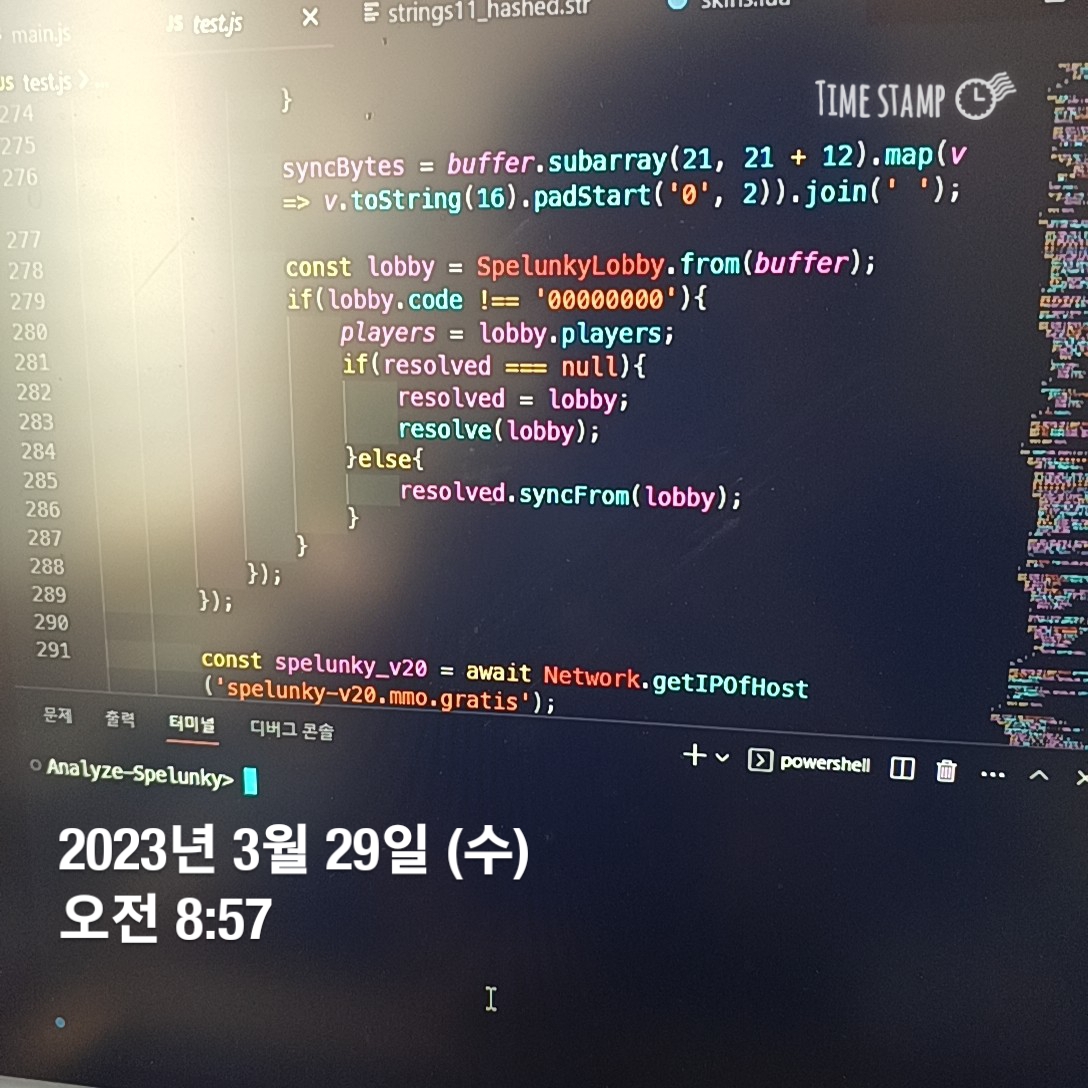 main.js
JS test.js
strings11_hashed.str
JS test.js > ...
TIME STAMP
274 }
275
276 syncBytes = buffer.subarray(21, 21 + 12).map(v
=> v.toString(16).padStart('0', 2)).join(' ');
277
278 const lobby = SpelunkyLobby.from(buffer);
279 if(lobby.code !== '00000000'){
280 players = lobby.players;
281 if(resolved === null){
282 resolved = lobby;
283 resolve(lobby);
284 }else{
285 resolved.syncFrom(lobby);
286 }
287 }
288 });
289 });
290
291 const spelunky_v20 = await Network.getIPOfHost
('spelunky-v20.mmo.gratis');
문제 출력 터미널 디버그 콘솔
powershell
Analyze-Spelunky>
2023년 3월 29일 (수)
오전 8:57